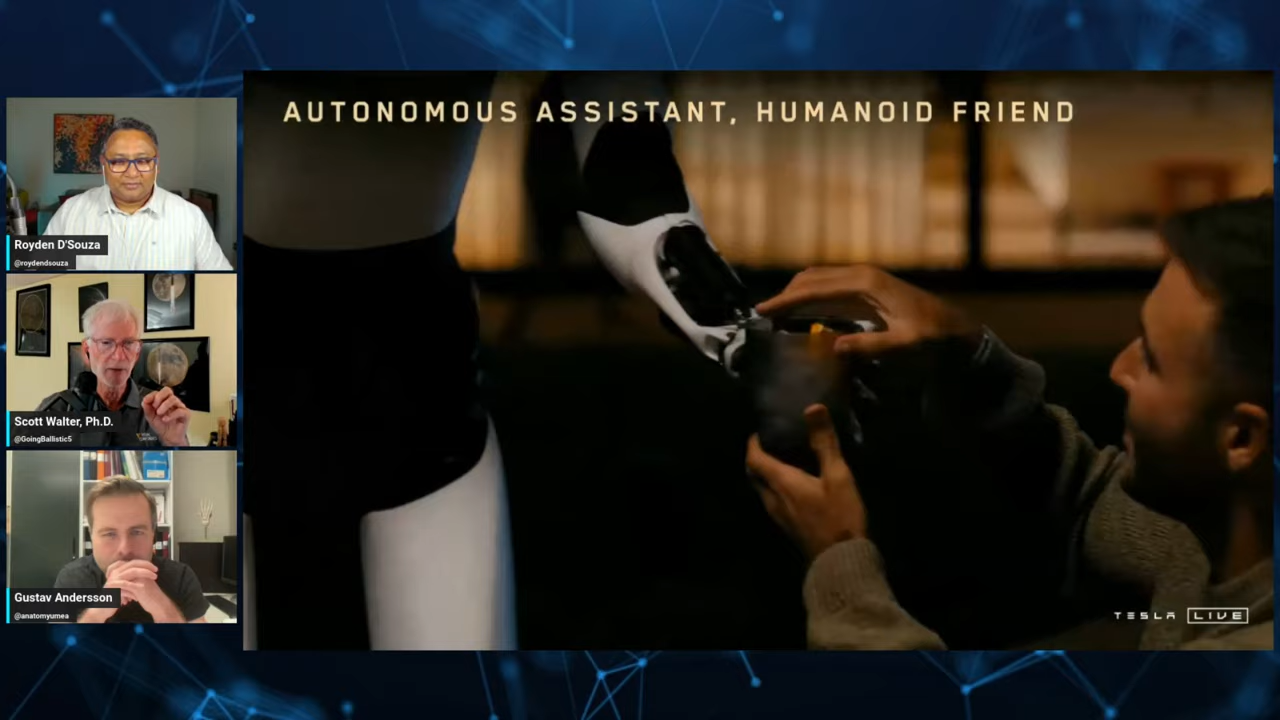 AUTONOMOUS ASSISTANT, HUMANOID FRIEND
Royden D'Souza
@roydendsouza
Scott Walter, Ph.D.
@GoingBallistic5
Gustav Andersson
@anatomyumea
TESLA LIVE